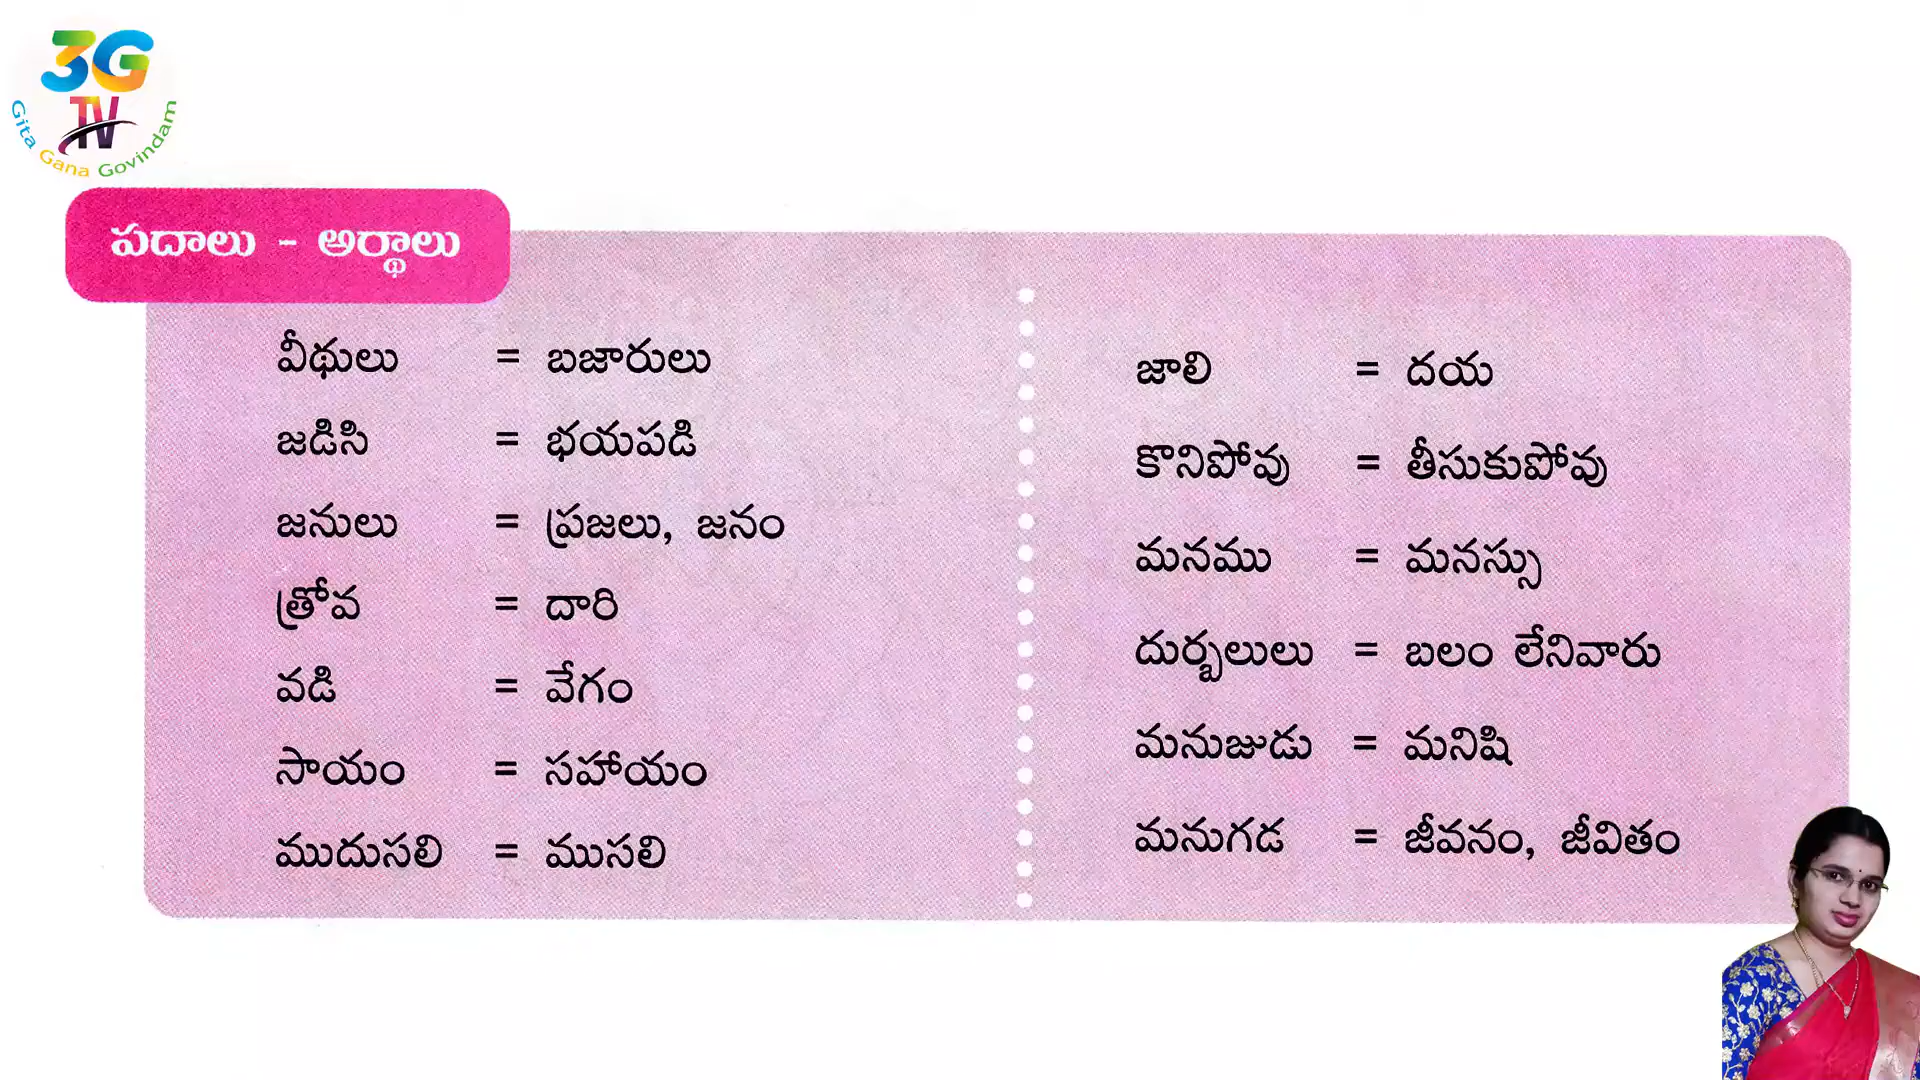 3G
TV
Gita Gana Govindam
పదాలు - అర్థాలు
వీథులు = బజారులు
జడిసి = భయపడి
జనులు = ప్రజలు, జనం
త్రోవ = దారి
వడి = వేగం
సాయం = సహాయం
ముదుసలి = ముసలి
జాలి = దయ
కొనిపోవు = తీసుకుపోవు
మనము = మనస్సు
దుర్బలులు = బలం లేనివారు
మనుజుడు = మనిషి
మనుగడ = జీవనం, జీవితం